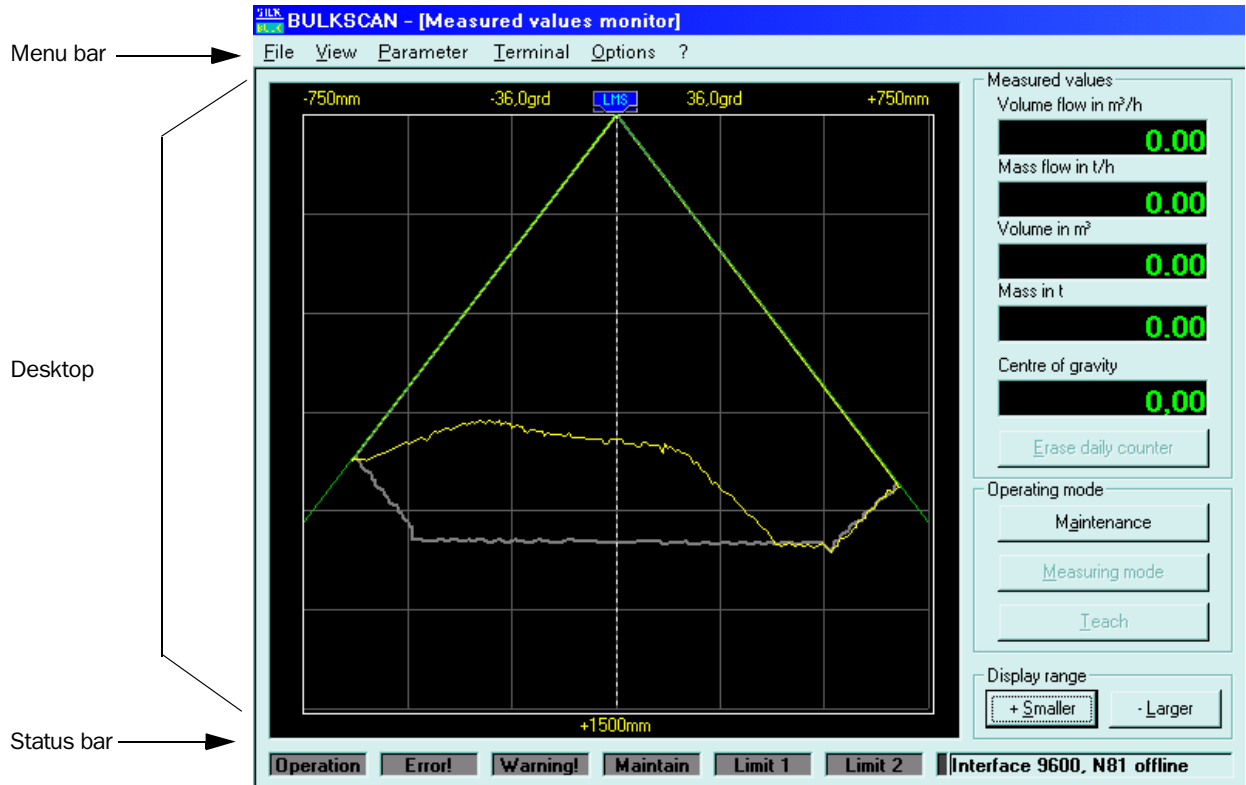 SICK
BULK
BULKSCAN - [Measured values monitor]
Menu bar
File View Parameter Terminal Options ?
-750mm -36,0grd LMS 36,0grd +750mm
Measured values
Volume flow in m³/h
0.00
Mass flow in t/h
0.00
Volume in m³
0.00
Mass in t
0.00
Desktop
Centre of gravity
0,00
Erase daily counter
Operating mode
Maintenance
Measuring mode
Teach
Display range
+ Smaller - Larger
+1500mm
Status bar
Operation Error! Warning! Maintain Limit 1 Limit 2 Interface 9600, N81 offline